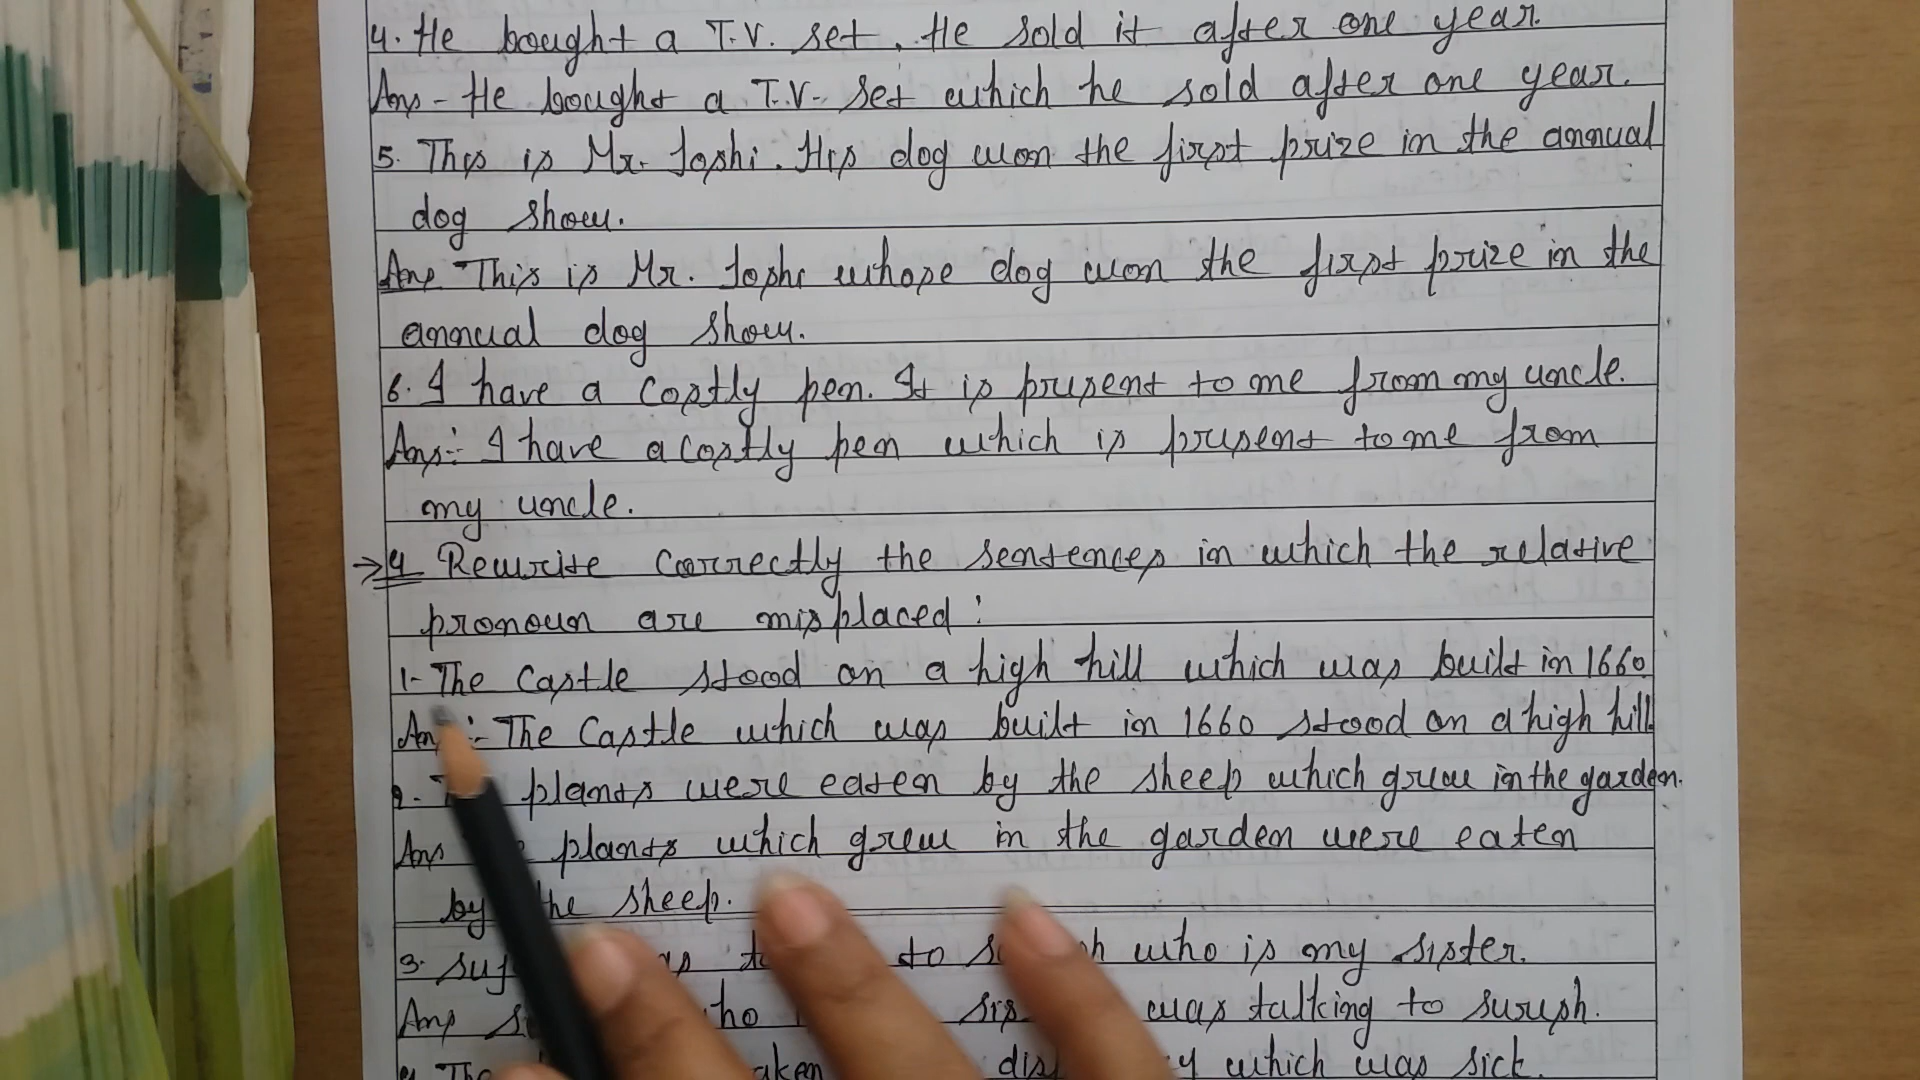 4. He bought a T.V. set. He sold it after one year.
Ans - He bought a T.V. set which he sold after one year.
5. This is Mr. Joshi. His dog won the first prize in the annual
dog show.
Ans - This is Mr. Joshi whose dog won the first prize in the
annual dog show.
6. I have a costly pen. It is present to me from my uncle.
Ans:- I have a costly pen which is present to me from
my uncle.
→ 4 Rewrite correctly the sentences in which the relative
pronoun are misplaced:
1- The Castle stood on a high hill which was built in 1660
Ans:- The Castle which was built in 1660 stood on a high hill.
2. plants were eaten by the sheep which grew in the garden.
Ans plants which grew in the garden were eaten
by the sheep.
3. to who is my sister.
Ans who was talking to suresh.
which was sick.